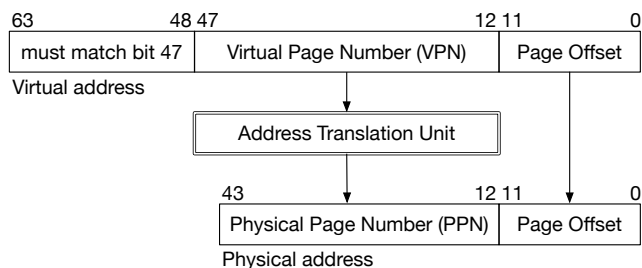 63 48 47 12 11 0
must match bit 47 Virtual Page Number (VPN) Page Offset
Virtual address
Address Translation Unit
43 12 11 0
Physical Page Number (PPN) Page Offset
Physical address